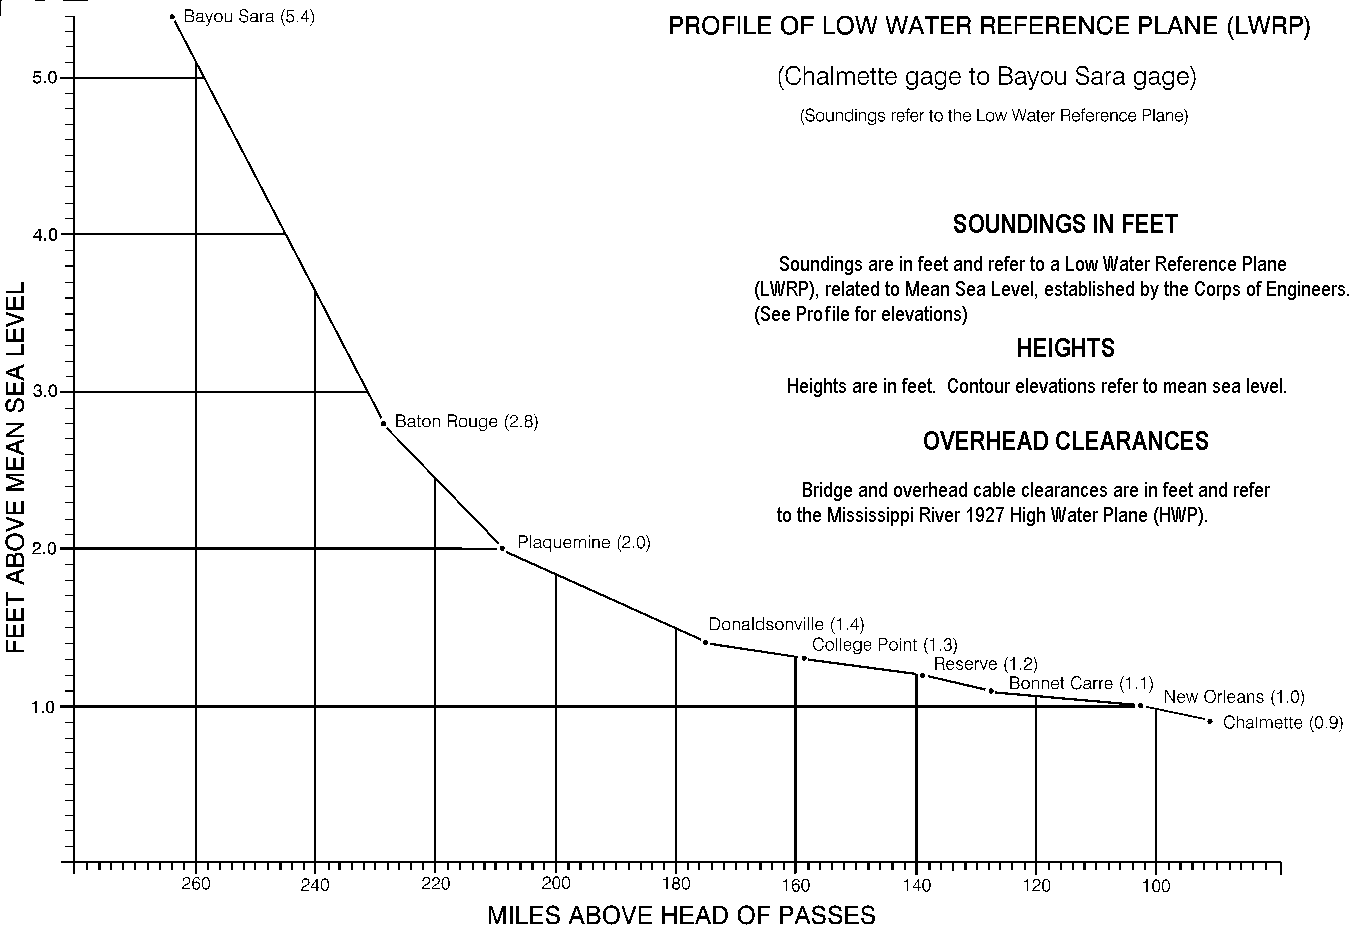 Bayou Sara (5.4)
PROFILE OF LOW WATER REFERENCE PLANE (LWRP)
(Chalmette gage to Bayou Sara gage)
(Soundings refer to the Low Water Reference Plane)
SOUNDINGS IN FEET
Soundings are in feet and refer to a Low Water Reference Plane
(LWRP), related to Mean Sea Level, established by the Corps of Engineers.
(See Profile for elevations)
HEIGHTS
Heights are in feet. Contour elevations refer to mean sea level.
OVERHEAD CLEARANCES
Bridge and overhead cable clearances are in feet and refer
to the Mississippi River 1927 High Water Plane (HWP).
FEET ABOVE MEAN SEA LEVEL
5.0
4.0
3.0
2.0
1.0
Baton Rouge (2.8)
Plaquemine (2.0)
Donaldsonville (1.4)
College Point (1.3)
Reserve (1.2)
Bonnet Carre (1.1)
New Orleans (1.0)
Chalmette (0.9)
260 240 220 200 180 160 140 120 100
MILES ABOVE HEAD OF PASSES